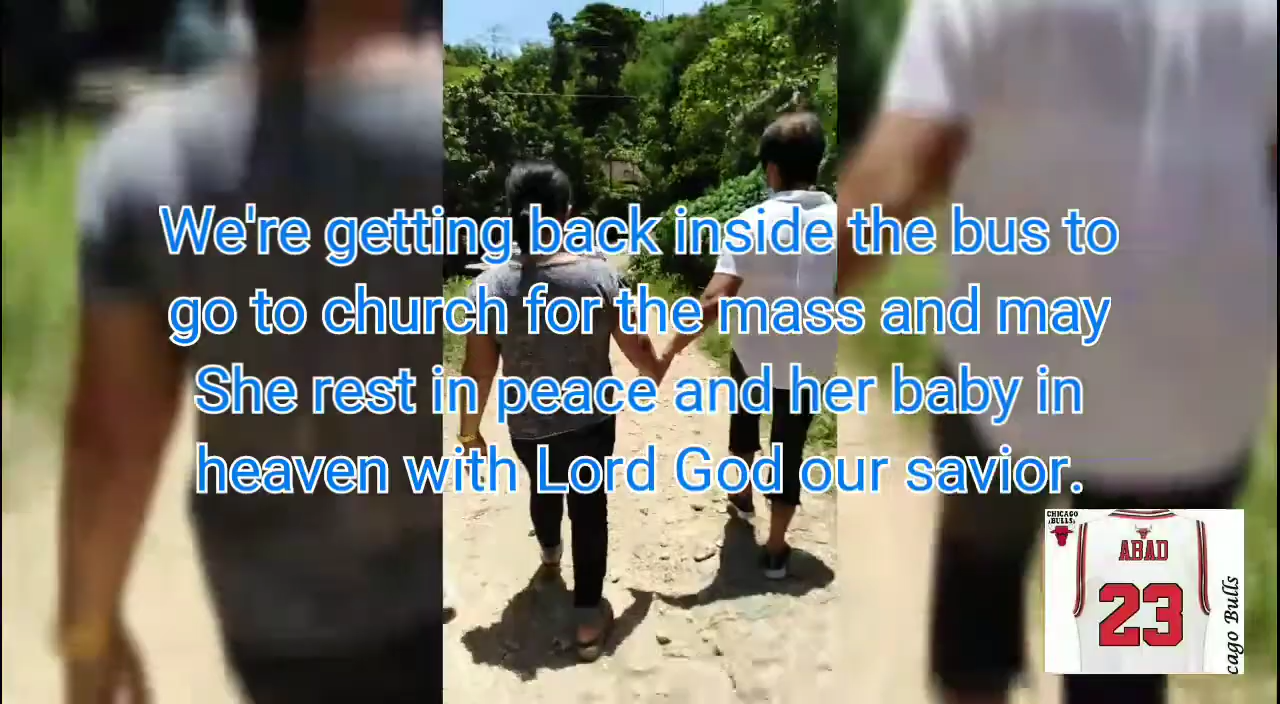 We're getting back inside the bus to
go to church for the mass and may
She rest in peace and her baby in
heaven with Lord God our savior.
CHICAGO
BULLS
ABAD
23
cago Bulls